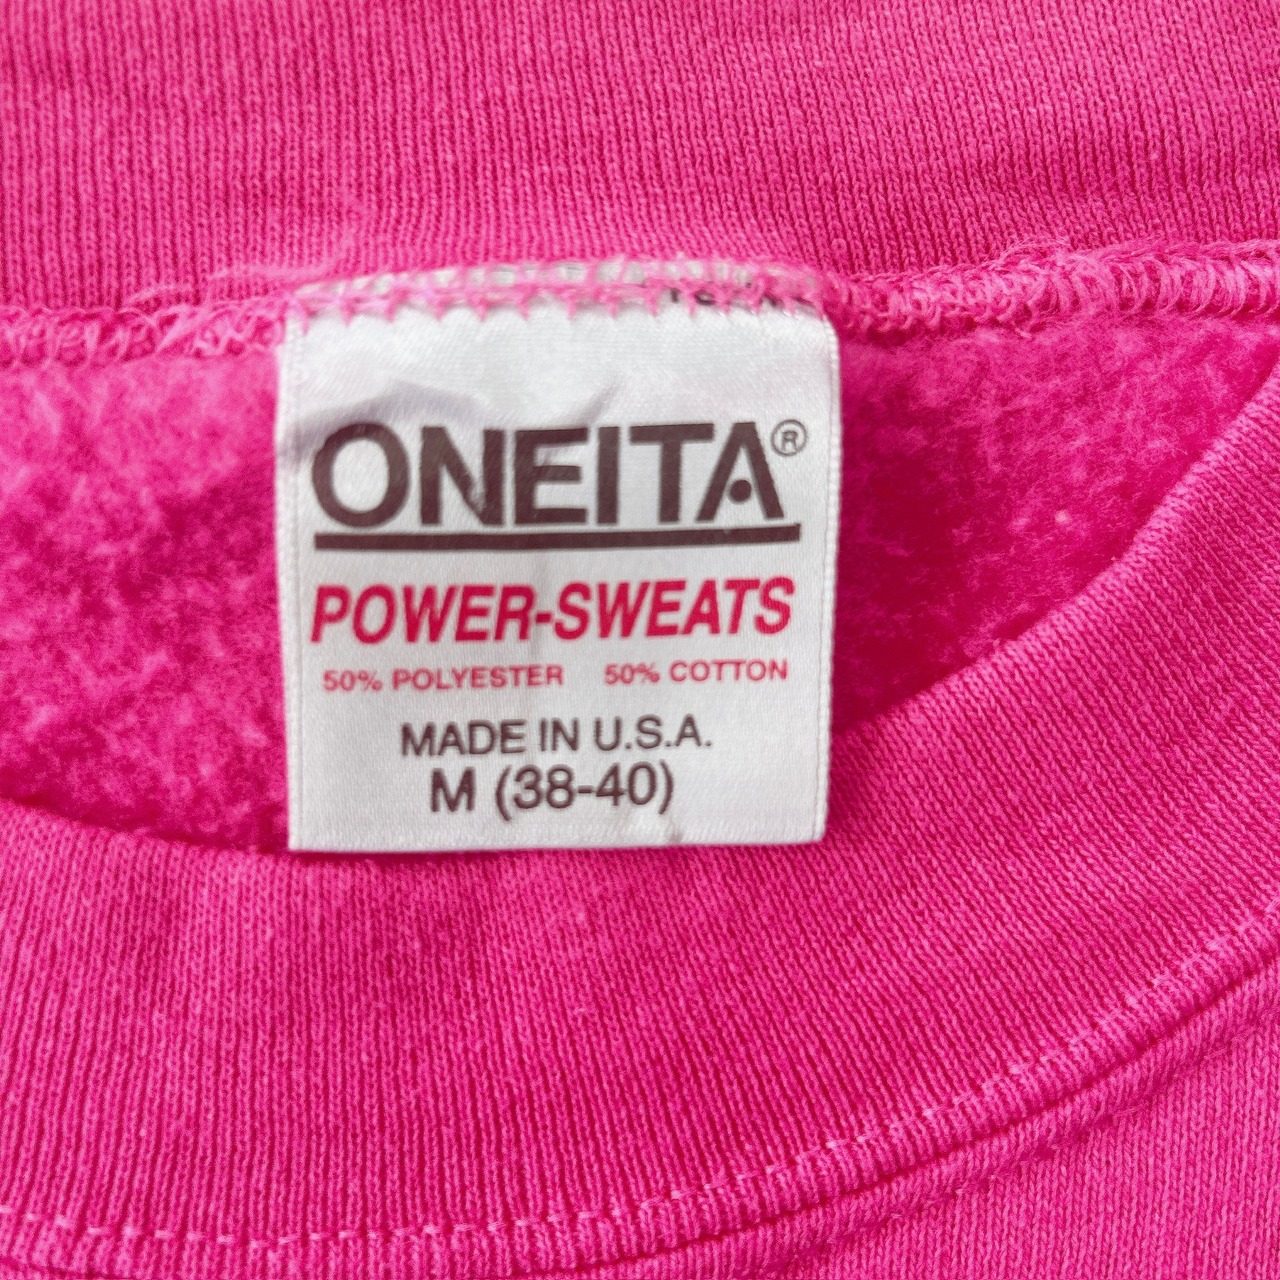 ONEITA®
POWER-SWEATS
50% POLYESTER 50% COTTON
MADE IN U.S.A.
M (38-40)